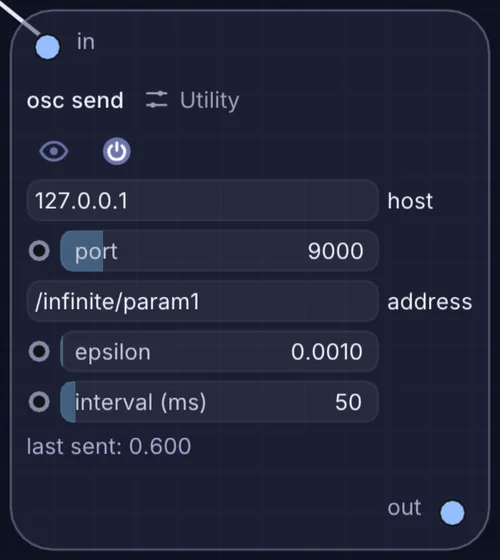 in
osc send Utility
127.0.0.1 host
port 9000
/infinite/param1 address
epsilon 0.0010
interval (ms) 50
last sent: 0.600
out